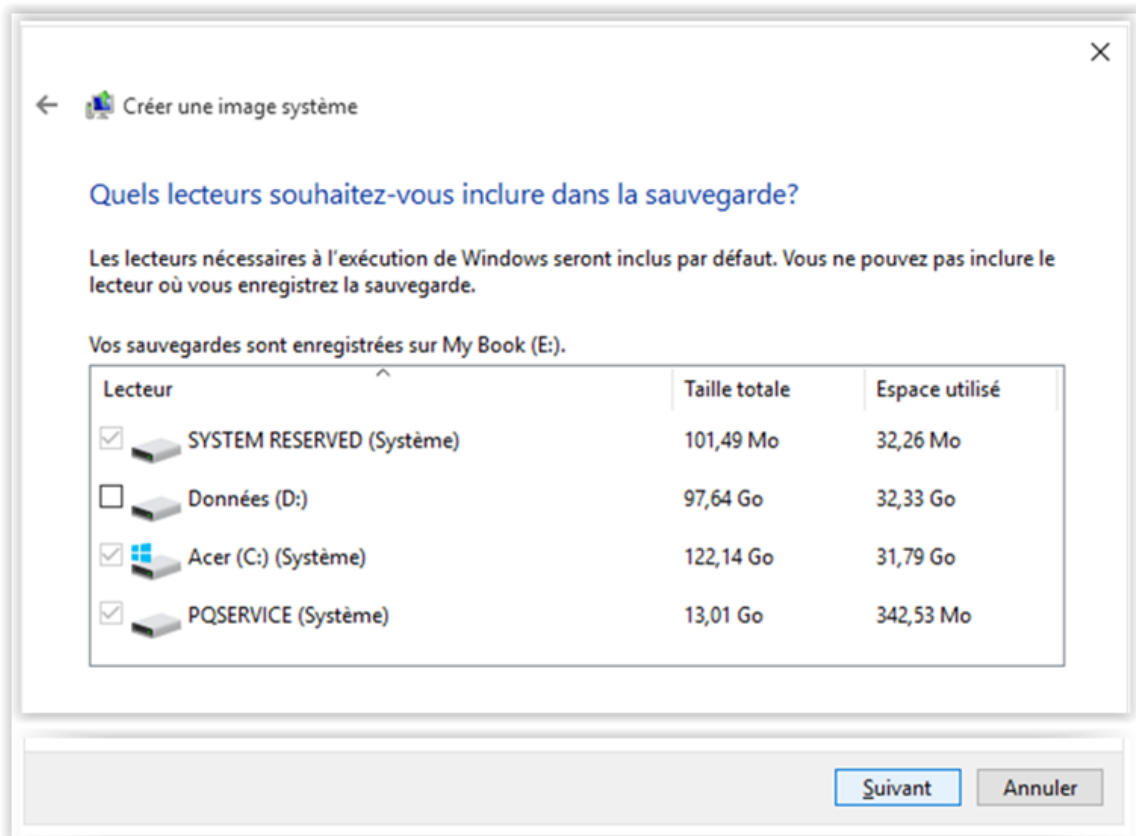 Créer une image système
Quels lecteurs souhaitez-vous inclure dans la sauvegarde?
Les lecteurs nécessaires à l'exécution de Windows seront inclus par défaut. Vous ne pouvez pas inclure le
lecteur où vous enregistrez la sauvegarde.
Vos sauvegardes sont enregistrées sur My Book (E:).
Lecteur Taille totale Espace utilisé
SYSTEM RESERVED (Système) 101,49 Mo 32,26 Mo
Données (D:) 97,64 Go 32,33 Go
Acer (C:) (Système) 122,14 Go 31,79 Go
PQSERVICE (Système) 13,01 Go 342,53 Mo
Suivant Annuler